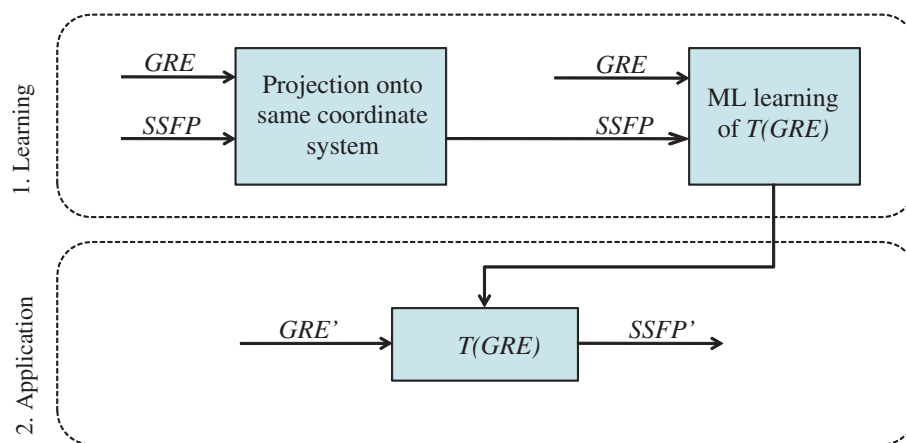 1. Learning
GRE
SSFP
Projection onto
same coordinate
system
GRE
SSFP
ML learning
of T(GRE)
2. Application
GRE’
T(GRE)
SSFP’